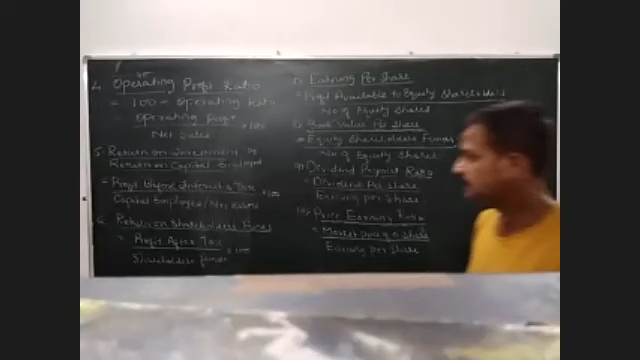 4. Operating Profit Ratio
= 100 - Operating Ratio
= Operating Profit × 100
Net Sales
5. Return on Investment or
Return on Capital Employed
= Profit before Interest & Tax × 100
Capital Employed / Net Assets
6. Return on Shareholders Funds
= Profit After Tax × 100
Shareholders funds
Earning Per Share
= Profit Available to Equity Shareholders
No of Equity Shares
Book Value Per Share
= Equity Shareholders Funds
No of Equity Shares
Dividend Payout Ratio
= Dividend Per Share
Earning per Share
Price Earning Ratio
= Market price of a Share
Earning per Share